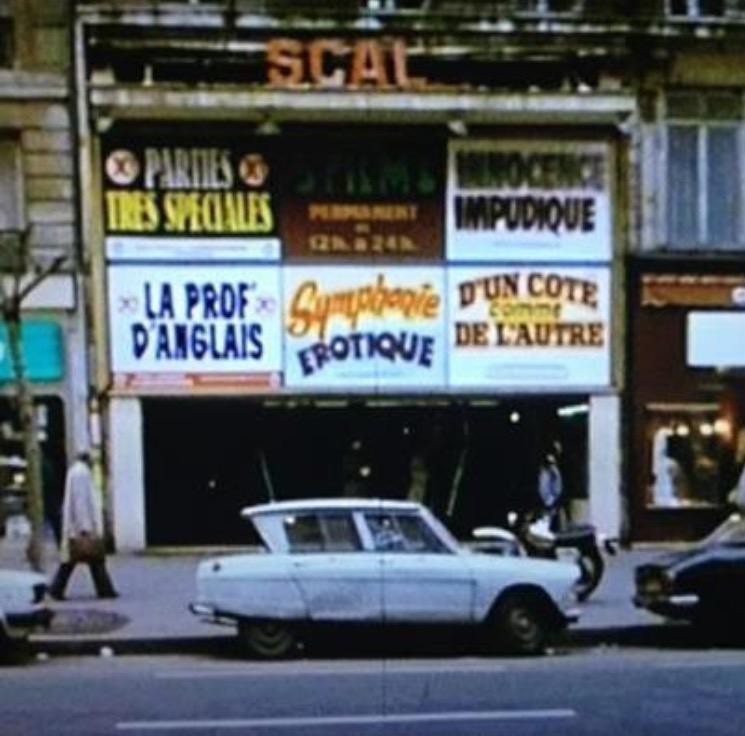 SCAL
X PARTIES X
TRES SPECIALES
5 FILMS
PERMANENT
de
12h. à 24h.
INNOCENCE
IMPUDIQUE
LA PROF'
D'ANGLAIS
Symphonie
EROTIQUE
D'UN COTE
comme
DE L'AUTRE